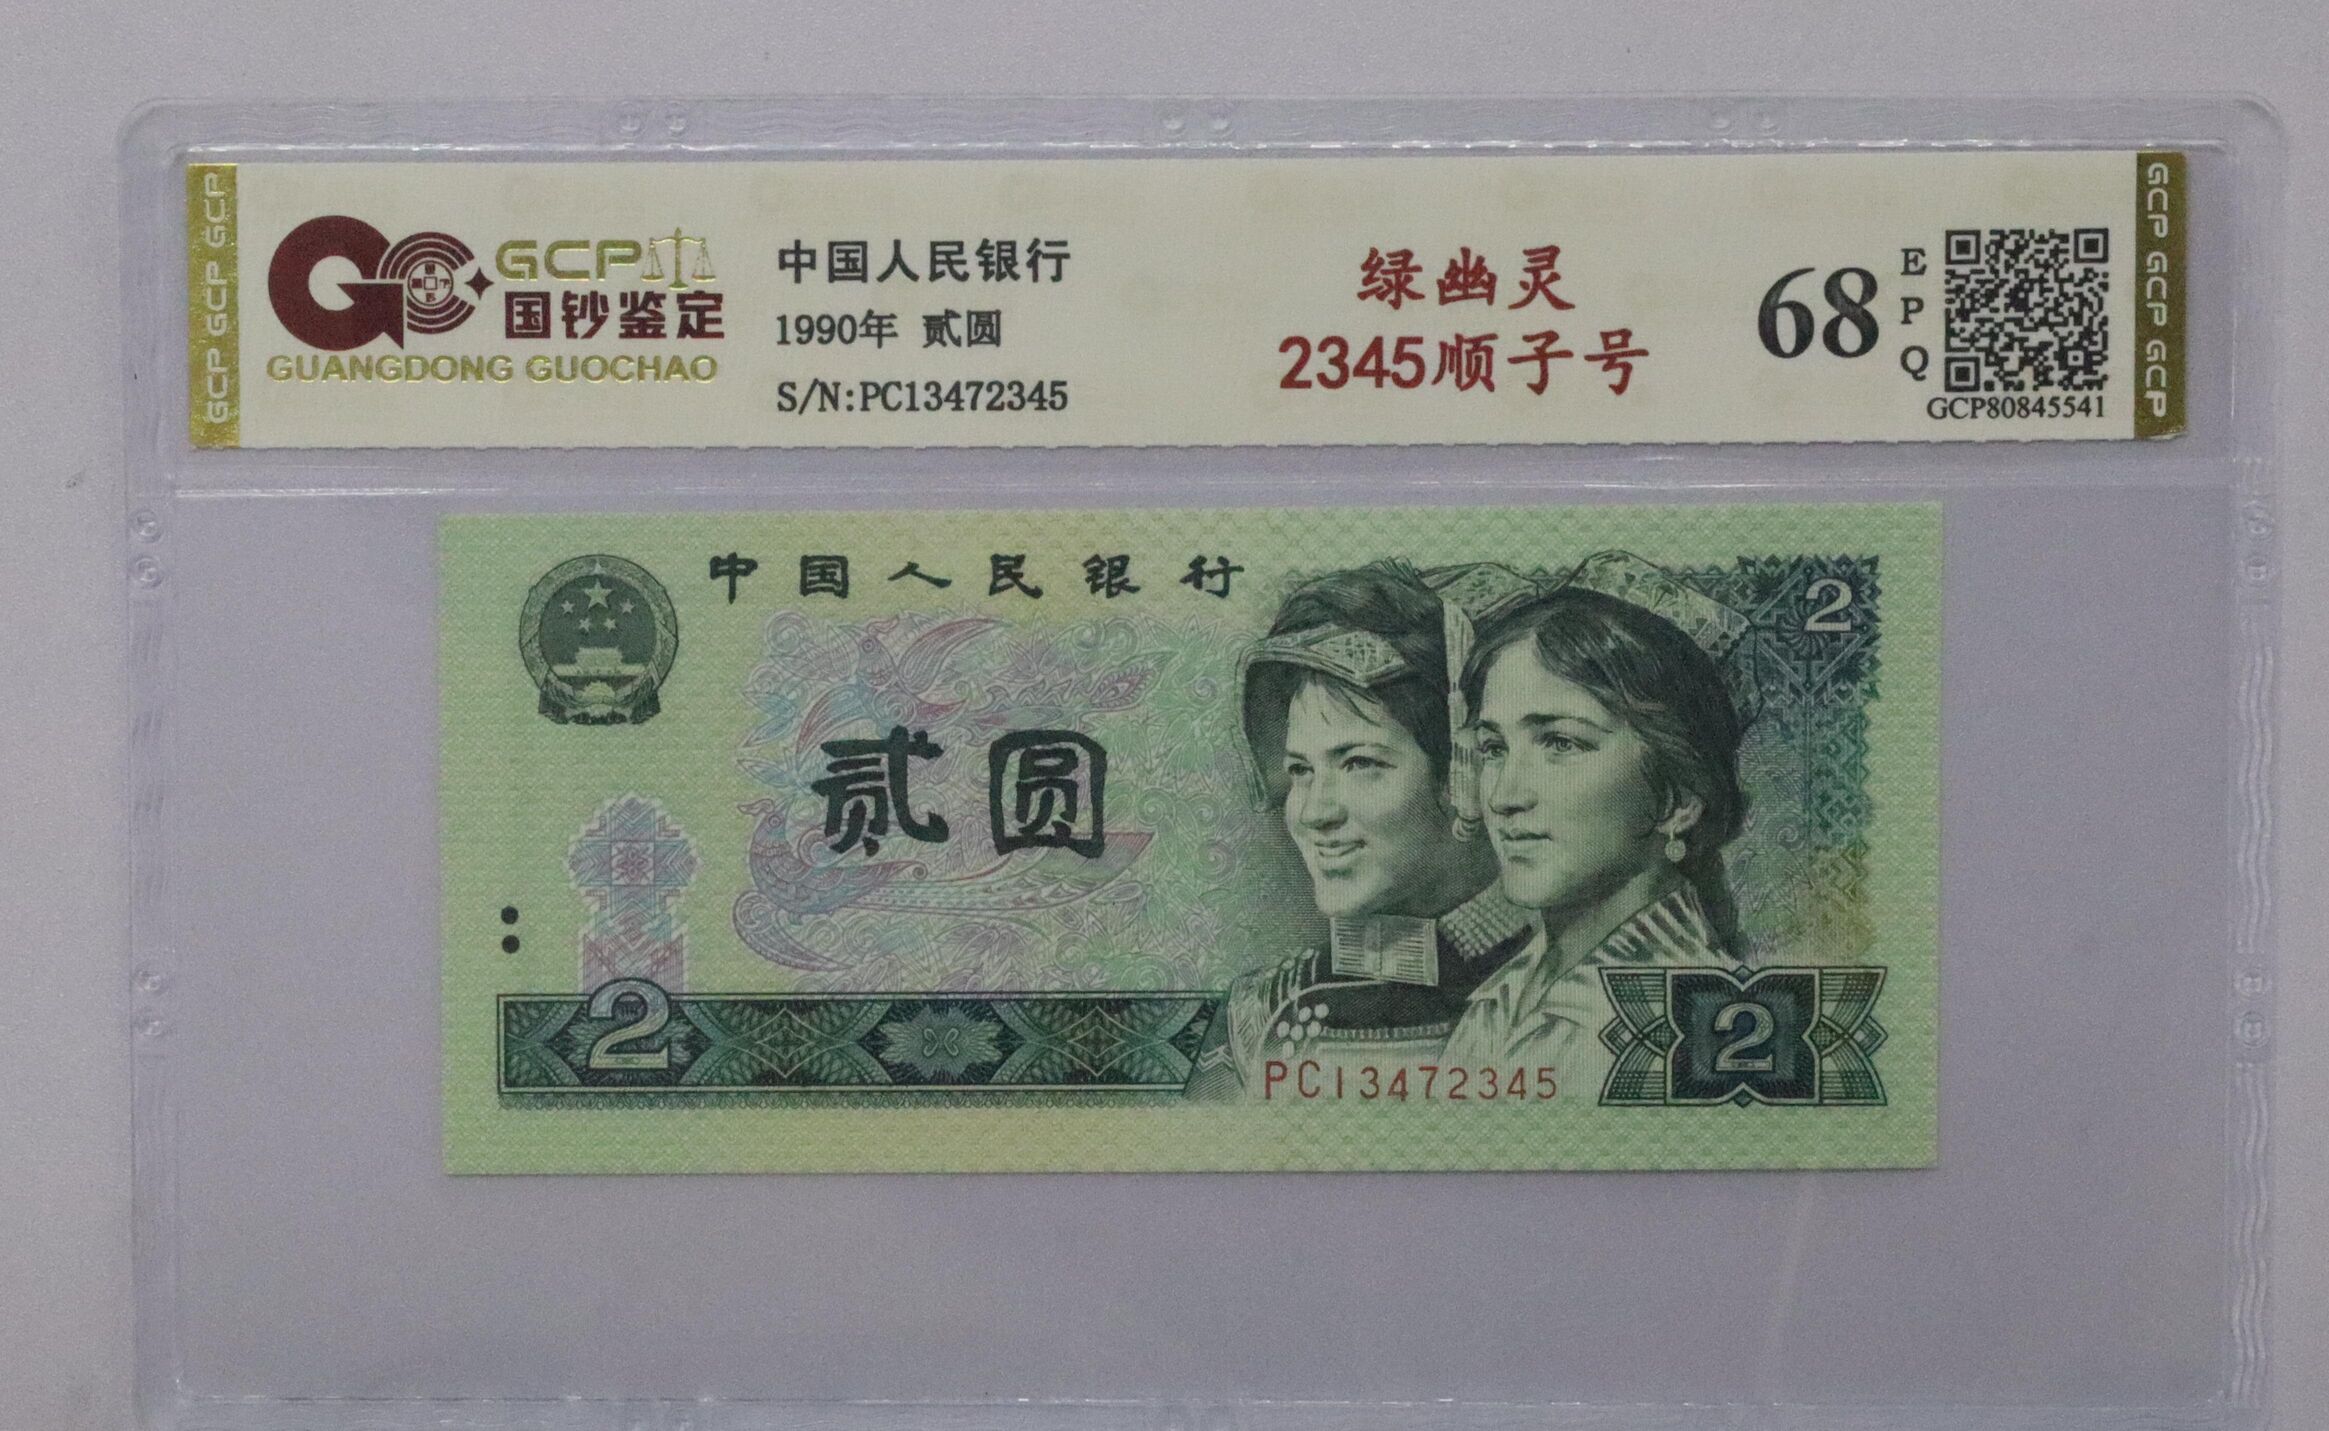 GCP GCP GCP
GCP
国钞鉴定
GUANGDONG GUOCHAO
中国人民银行
1990年 贰圆
S/N:PC13472345
绿幽灵
2345顺子号
68
EPQ
GCP80845541
GCP GCP GCP
中国人民银行
2
贰圆
2
2
PC13472345